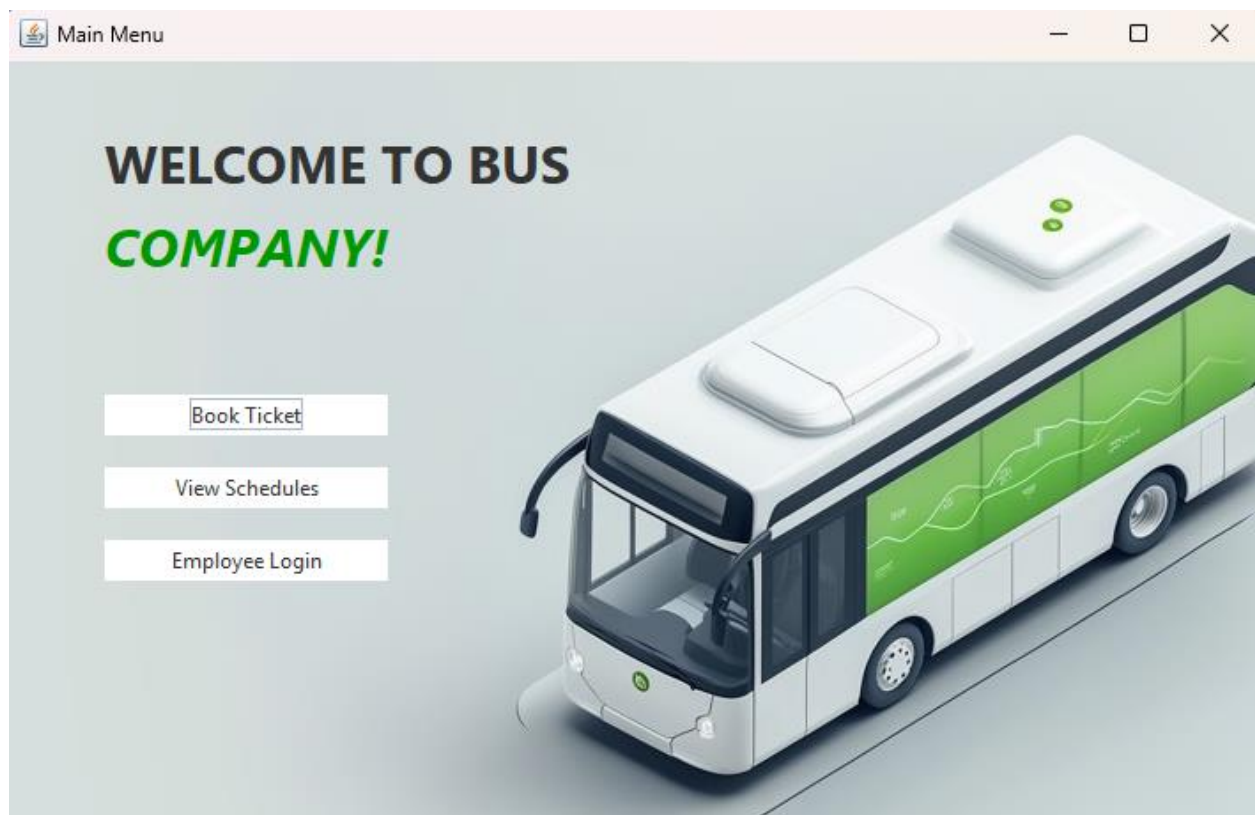 Main Menu
WELCOME TO BUS
COMPANY!
Book Ticket
View Schedules
Employee Login